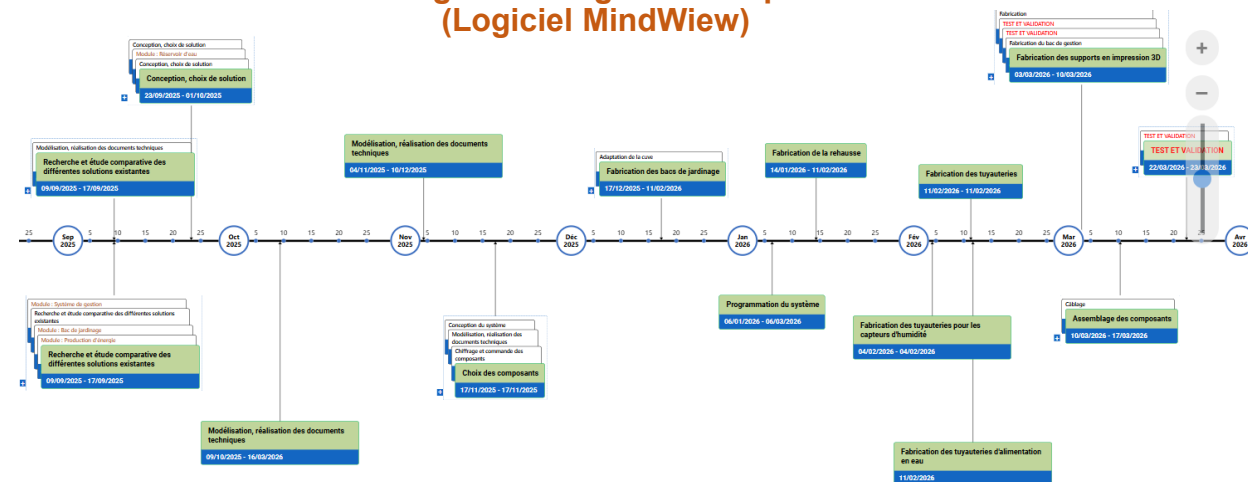 (Logiciel MindWiew)
Conception, choix de solution
Module : Réservoir d'eau
Conception, choix de solution
Conception, choix de solution
23/09/2025 - 01/10/2025
Fabrication
TEST ET VALIDATION
TEST ET VALIDATION
Fabrication du bac de gestion
Fabrication des supports en impression 3D
03/03/2026 - 10/03/2026
+
−
Modélisation, réalisation des documents techniques
Recherche et étude comparative des
différentes solutions existantes
09/09/2025 - 17/09/2025
Modélisation, réalisation des documents
techniques
04/11/2025 - 10/12/2025
Adaptation de la cuve
Fabrication des bacs de jardinage
17/12/2025 - 11/02/2026
Fabrication de la rehausse
14/01/2026 - 11/02/2026
Fabrication des tuyauteries
11/02/2026 - 11/02/2026
TEST ET VALIDATION
TEST ET VALIDATION
22/03/2026 - 23/03/2026
25 Sep 2025 5 10 15 20 25 Oct 2025 5 10 15 20 25 Nov 2025 5 10 15 20 25 Déc 2025 5 10 15 20 25 Jan 2026 5 10 15 20 25 Fév 2026 5 10 15 20 25 Mar 2026 5 10 15 20 25 Avr 2026
Module : Système de gestion
Recherche et étude comparative des différentes solutions
existantes
Module : Bac de jardinage
Module : Production d'énergie
Recherche et étude comparative des
différentes solutions existantes
09/09/2025 - 17/09/2025
Modélisation, réalisation des documents
techniques
09/10/2025 - 16/03/2026
Conception du système
Modélisation, réalisation des
documents techniques
Chiffrage et commande des
composants
Choix des composants
17/11/2025 - 17/11/2025
Programmation du système
06/01/2026 - 06/03/2026
Fabrication des tuyauteries pour les
capteurs d'humidité
04/02/2026 - 04/02/2026
Câblage
Assemblage des composants
10/03/2026 - 17/03/2026
Fabrication des tuyauteries d'alimentation
en eau
11/02/2026